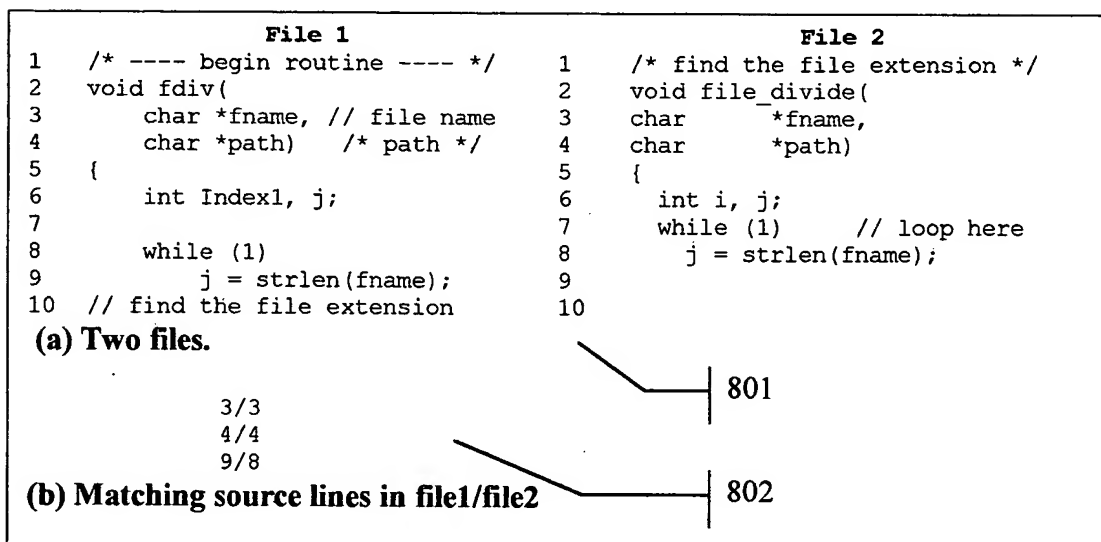 File 1
1 /* ---- begin routine ---- */
2 void fdiv(
3 char *fname, // file name
4 char *path) /* path */
5 {
6 int Index1, j;
7
8 while (1)
9 j = strlen(fname);
10 // find the file extension
File 2
1 /* find the file extension */
2 void file_divide(
3 char *fname,
4 char *path)
5 {
6 int i, j;
7 while (1) // loop here
8 j = strlen(fname);
9
10
(a) Two files.
801
3/3
4/4
9/8
(b) Matching source lines in file1/file2
802